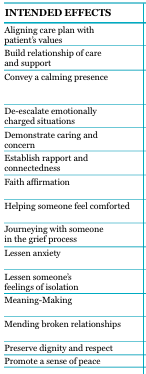 INTENDED EFFECTS
Aligning care plan with
patient's values
Build relationship of care
and support
Convey a calming presence
De-escalate emotionally
charged situations
Demonstrate caring and
concern
Establish rapport and
connectedness
Faith affirmation
Helping someone feel comforted
Journeying with someone
in the grief process
Lessen anxiety
Lessen someone's
feelings of isolation
Meaning-Making
Mending broken relationships
Preserve dignity and respect
Promote a sense of peace